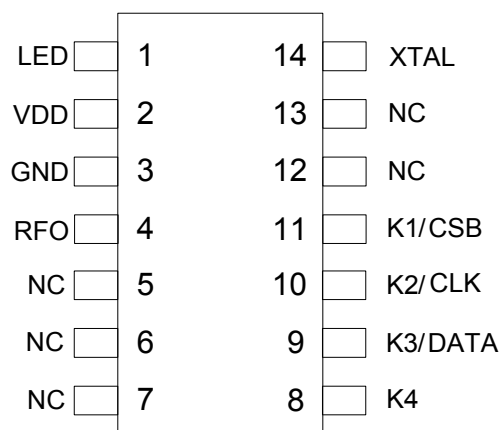 LED 1 14 XTAL
VDD 2 13 NC
GND 3 12 NC
RFO 4 11 K1/CSB
NC 5 10 K2/CLK
NC 6 9 K3/DATA
NC 7 8 K4